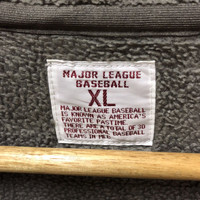 MAJOR LEAGUE
BASEBALL
XL
MAJOR LEAGUE BASEBALL
IS KNOWN AS AMERICA'S
FAVORITE PASTIME
THERE ARE A TOTAL OF 30
PROFESSIONAL BASEBALL
TEAMS IN MLB.